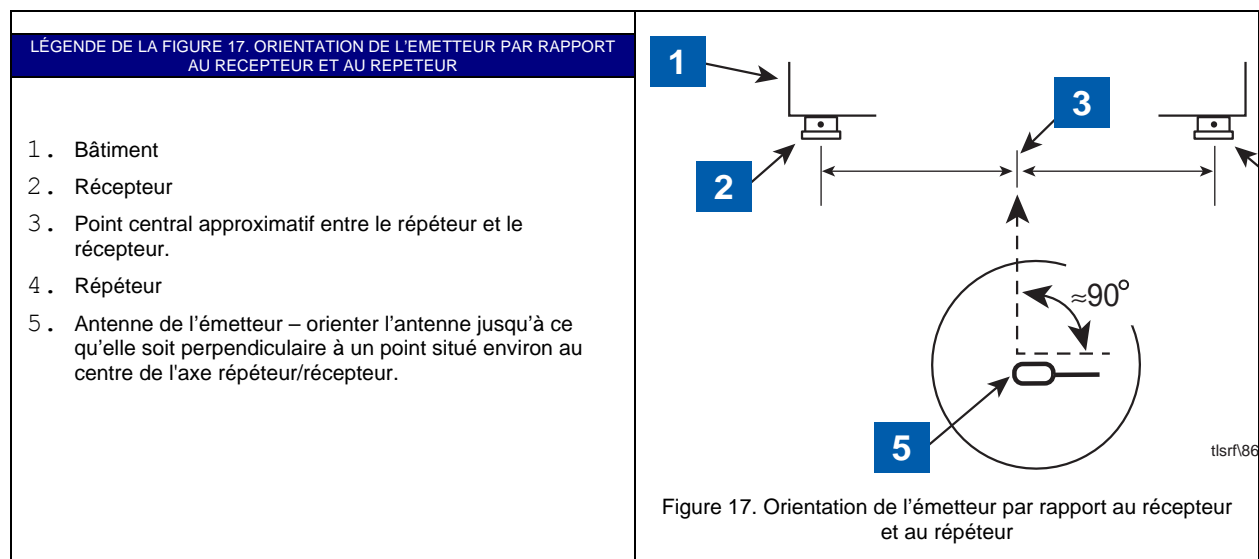 LÉGENDE DE LA FIGURE 17. ORIENTATION DE L'EMETTEUR PAR RAPPORT
AU RECEPTEUR ET AU REPETEUR
1. Bâtiment
2. Récepteur
3. Point central approximatif entre le répéteur et le
récepteur.
4. Répéteur
5. Antenne de l’émetteur – orienter l’antenne jusqu’à ce
qu’elle soit perpendiculaire à un point situé environ au
centre de l'axe répéteur/récepteur.
1
3
2
≈90°
5
tlsrf\86
Figure 17. Orientation de l’émetteur par rapport au récepteur
et au répéteur